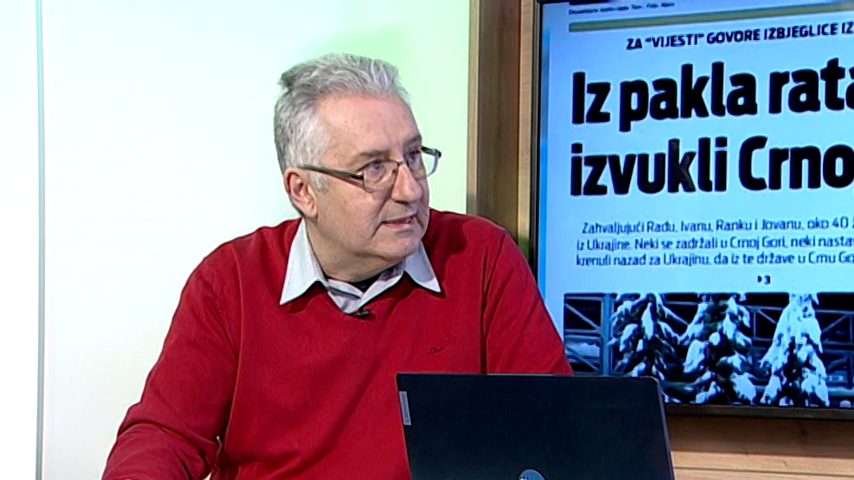 ZA "VIJESTI" GOVORE IZBJEGLICE IZ
Iz pakla rata
izvukli Crno
Zahvaljujući Radu, Ivanu, Ranku i Jovanu, oko 40
iz Ukrajine. Neki se zadržali u Crnoj Gori, neki nastav
krenuli nazad za Ukrajinu, da iz te države u Crnu Go
3